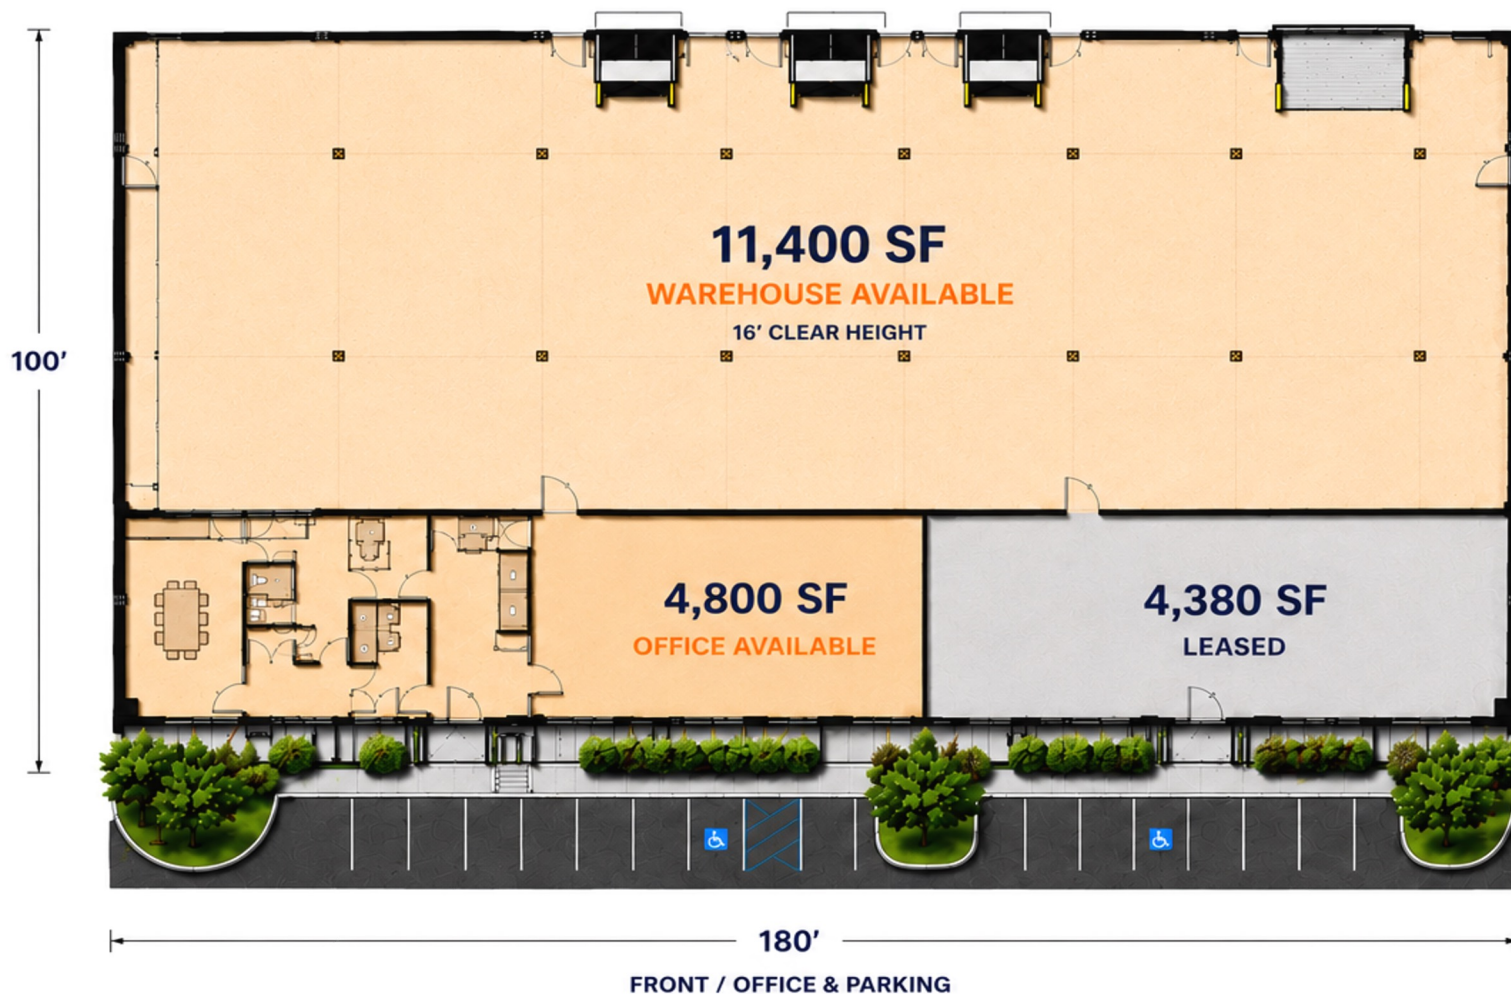 11,400 SF
WAREHOUSE AVAILABLE
16′ CLEAR HEIGHT
100′
4,800 SF
OFFICE AVAILABLE
4,380 SF
LEASED
180′
FRONT / OFFICE & PARKING